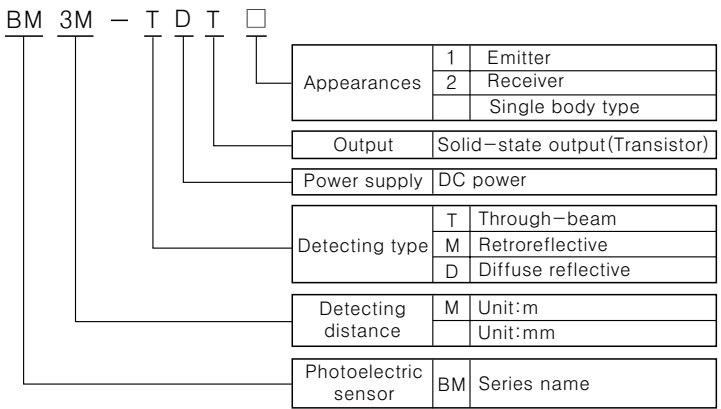 BM 3M - T D T □
Appearances
1 Emitter
2 Receiver
Single body type
Output Solid-state output(Transistor)
Power supply DC power
Detecting type
T Through-beam
M Retroreflective
D Diffuse reflective
Detecting distance
M Unit:m
Unit:mm
Photoelectric sensor
BM Series name